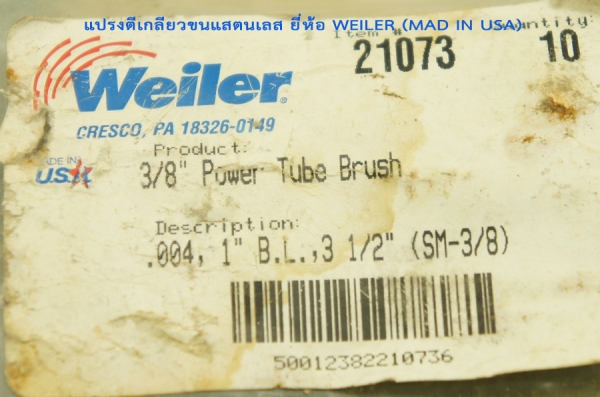 แปรงตีเกลียวขนแสตนเลส ยี่ห้อ WEILER (MAD IN USA)
Item # Quantity:
21073 10
Weiler®
CRESCO, PA 18326-0149
MADE IN
U.S.A
Product:
3/8" Power Tube Brush
Description:
.004, 1" B.L.,3 1/2" (SM-3/8)
50012382210736